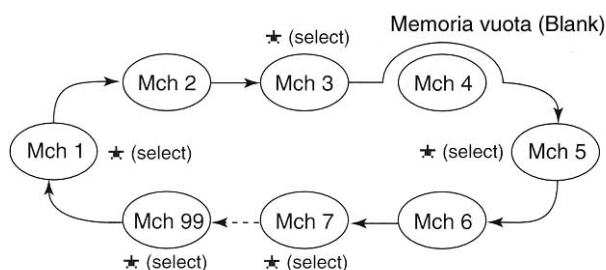 Memoria vuota (Blank)
(select)
Mch 2
Mch 3
Mch 4
Mch 1
(select)
(select)
Mch 5
Mch 99
Mch 7
Mch 6
(select)
(select)